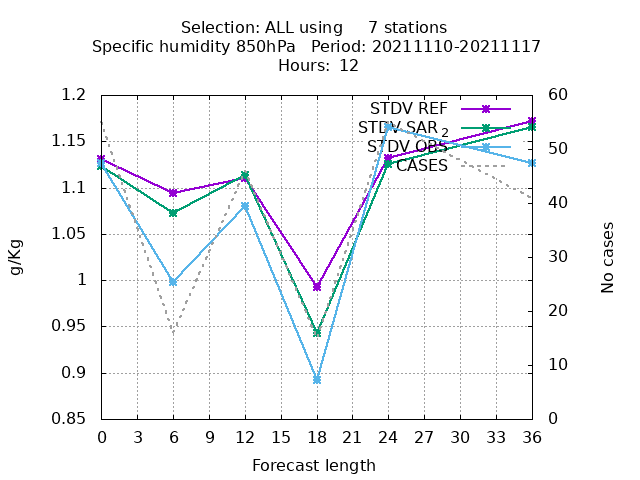 Selection: ALL using     7 stations
Specific humidity 850hPa   Period: 20211110-20211117
Hours: 12
1.2
1.15
1.1
1.05
1
0.95
0.9
0.85
60
50
40
30
20
10
0
STDV REF
STDV SAR 2
STDV OBS
CASES
g/Kg
No cases
0 3 6 9 12 15 18 21 24 27 30 33 36
Forecast length